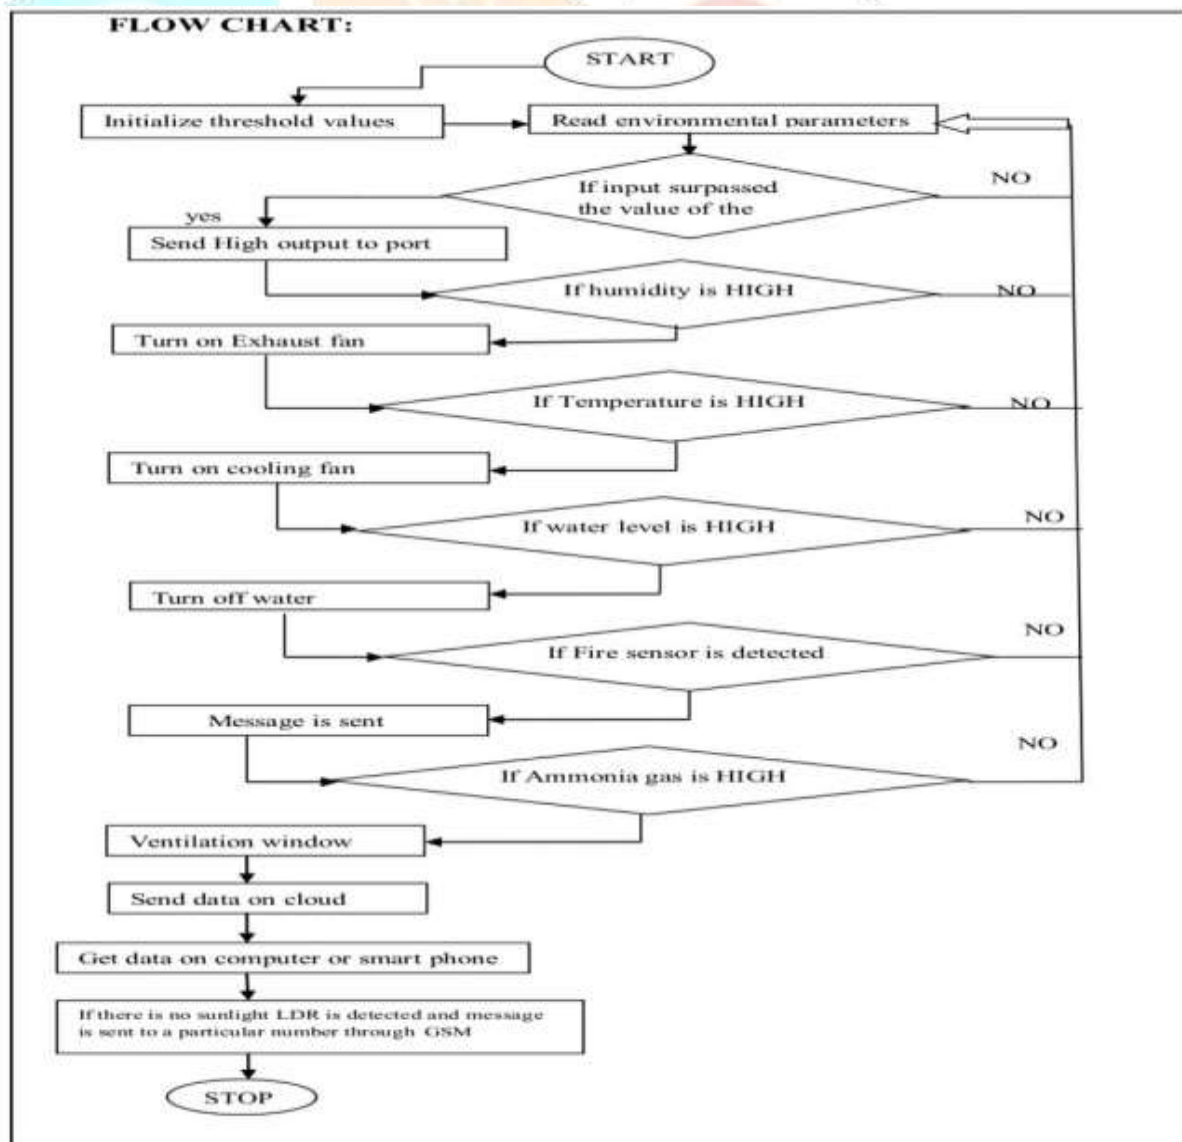 FLOW CHART:
START
Initialize threshold values
Read environmental parameters
If input surpassed
the value of the
NO
yes
Send High output to port
If humidity is HIGH
NO
Turn on Exhaust fan
If Temperature is HIGH
NO
Turn on cooling fan
If water level is HIGH
NO
Turn off water
If Fire sensor is detected
NO
Message is sent
If Ammonia gas is HIGH
NO
Ventilation window
Send data on cloud
Get data on computer or smart phone
If there is no sunlight LDR is detected and message
is sent to a particular number through GSM
STOP